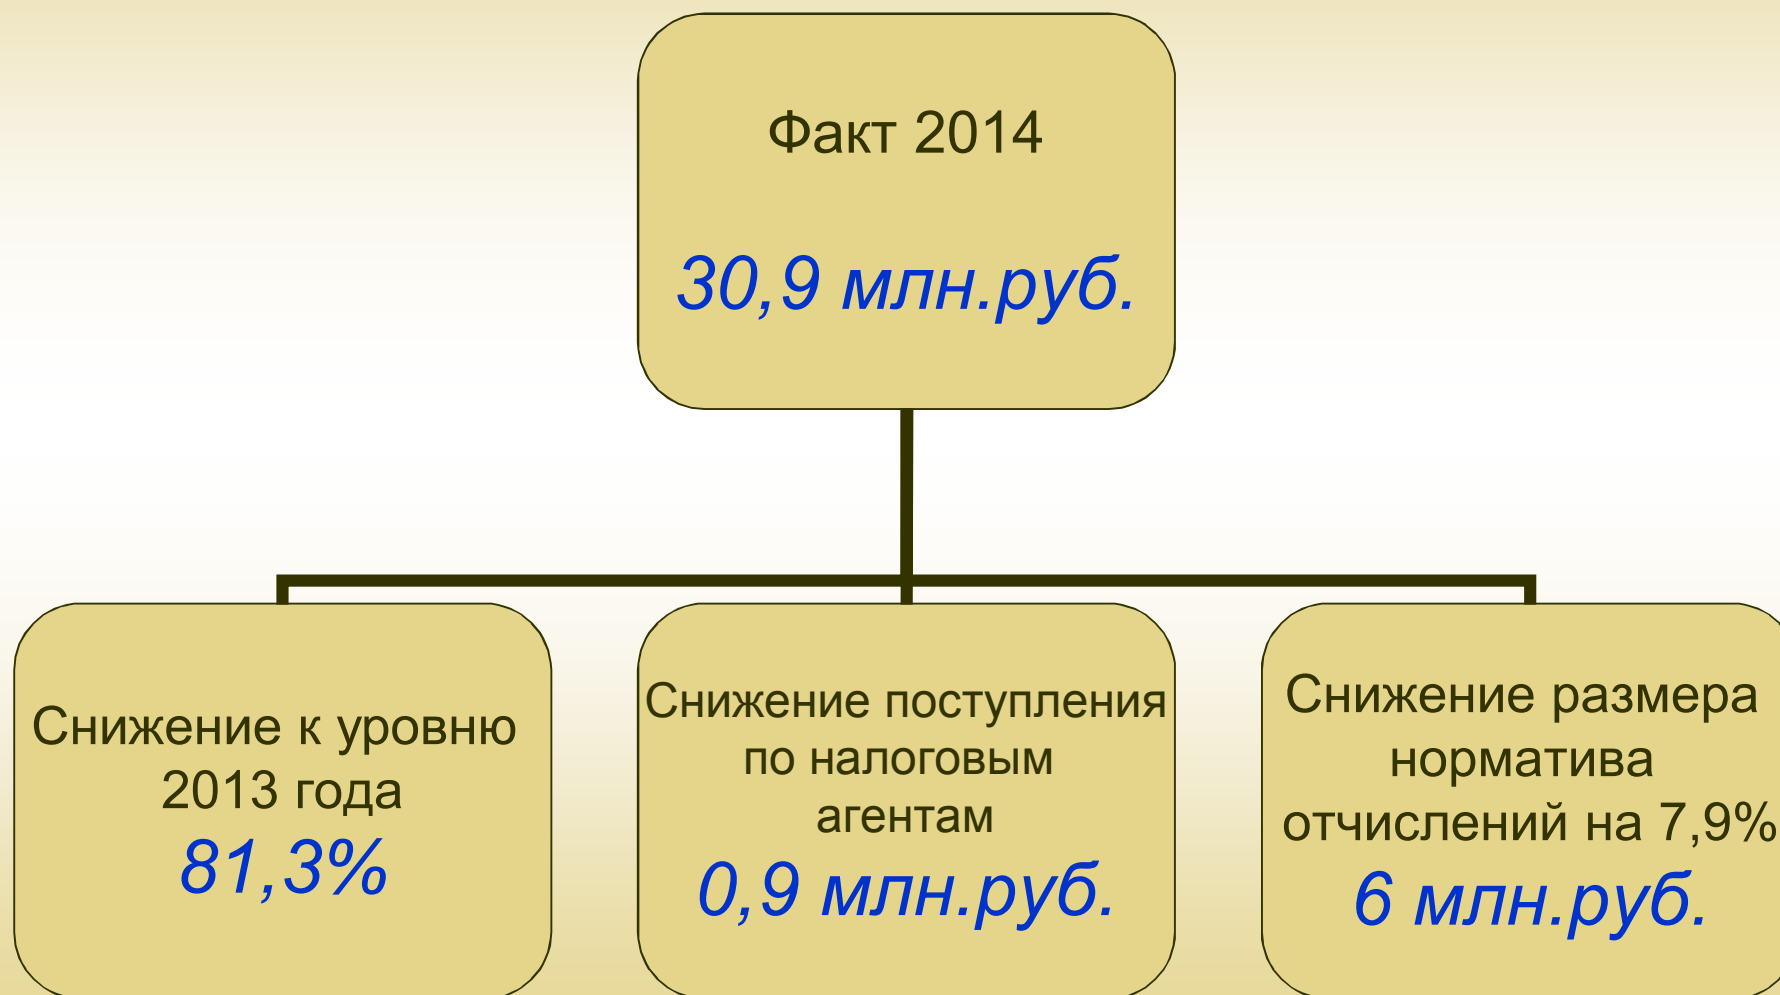 Факт 2014
30,9 млн.руб.
Снижение к уровню
2013 года
81,3%
Снижение поступления
по налоговым
агентам
0,9 млн.руб.
Снижение размера
норматива
отчислений на 7,9%
6 млн.руб.